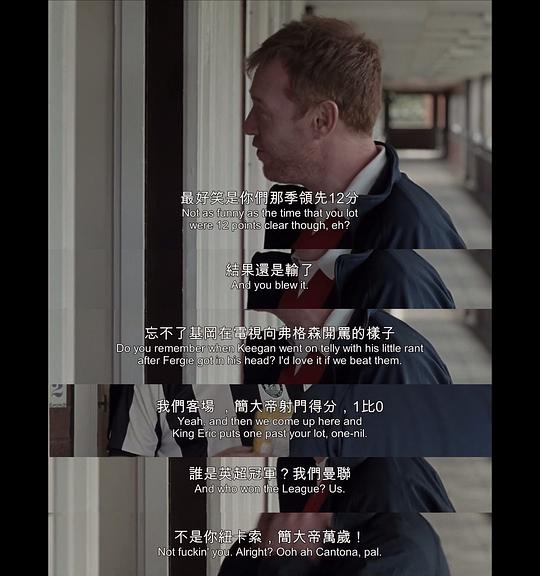 最好笑是你們那季領先12分
Not as funny as the time that you lot
were 12 points clear though, eh?
結果還是輸了
And you blew it.
忘不了基岡在電視向弗格森開罵的樣子
Do you remember when Keegan went on telly with his little rant
after Fergie got in his head? I'd love it if we beat them.
我們客場，簡大帝射門得分，1比0
Yeah, and then we come up here and
King Eric puts one past your lot, one-nil.
誰是英超冠軍？我們曼聯
And who won the League? Us.
不是你紐卡索，簡大帝萬歲！
Not fuckin' you. Alright? Ooh ah Cantona, pal.